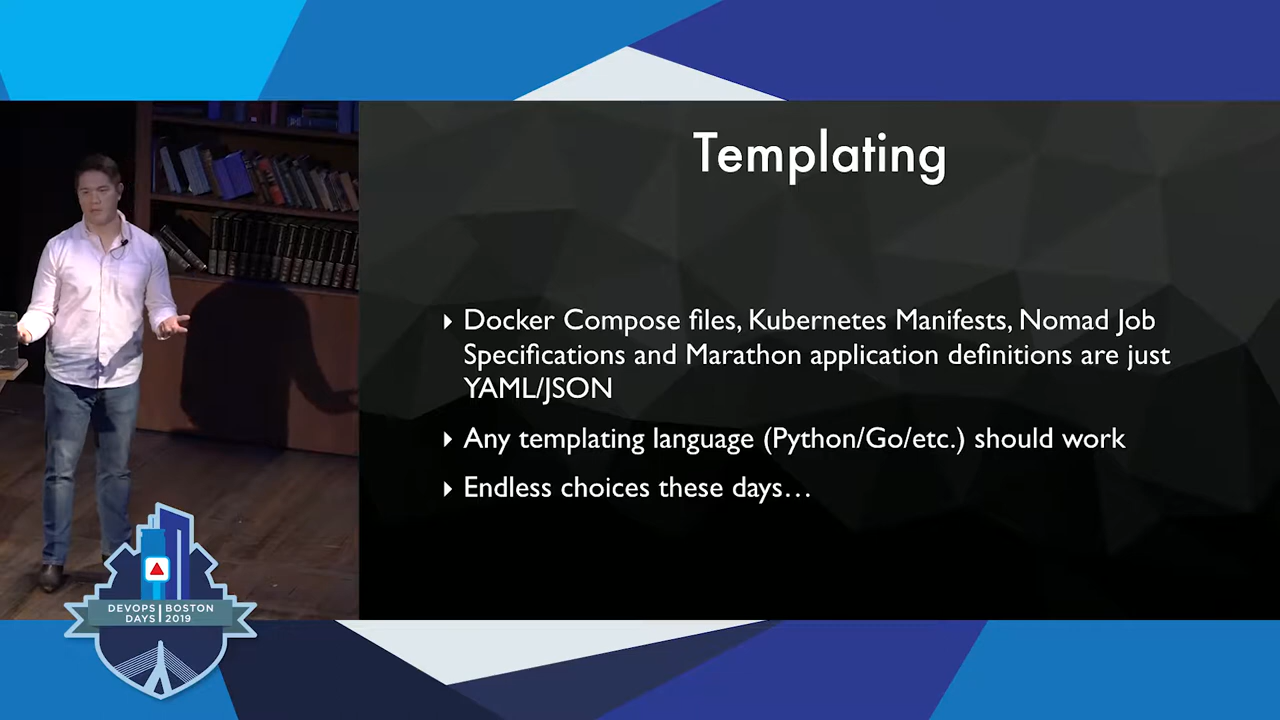 Templating
Docker Compose files, Kubernetes Manifests, Nomad Job
Specifications and Marathon application definitions are just
YAML/JSON
Any templating language (Python/Go/etc.) should work
Endless choices these days…
DEVOPS BOSTON
DAYS 2019